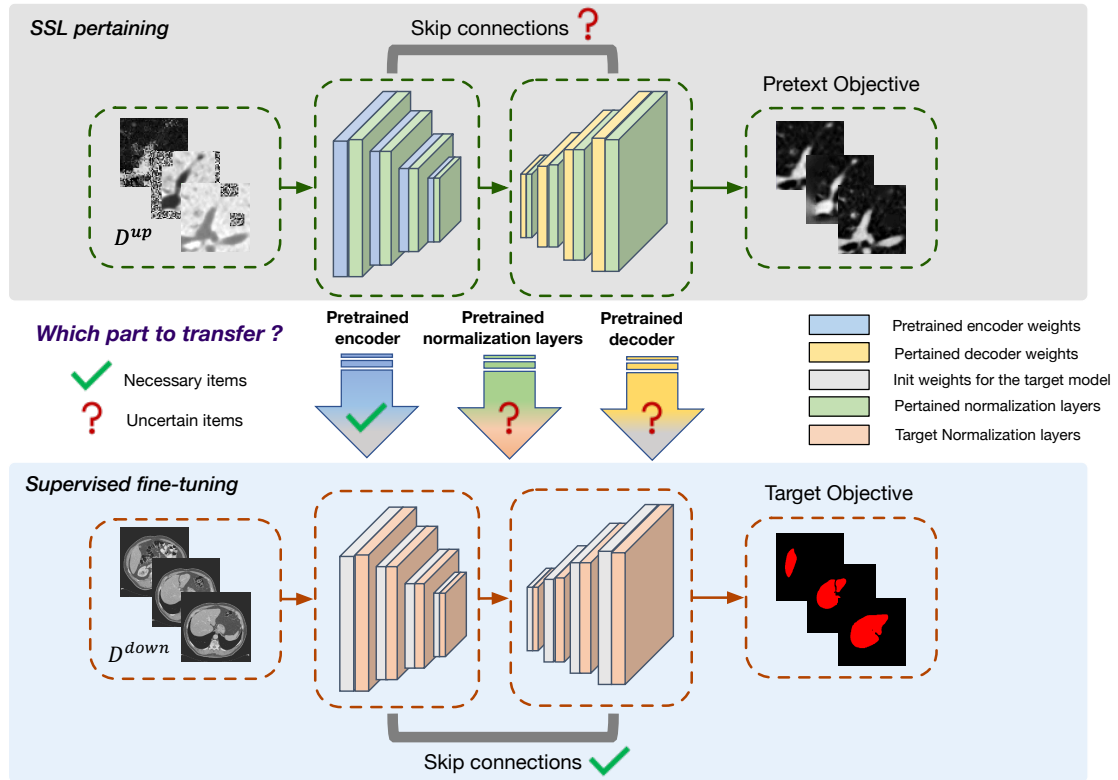 SSL pertaining
Skip connections ?
Pretext Objective
D^up
Which part to transfer ?
Pretrained encoder
Pretrained normalization layers
Pretrained decoder
Necessary items
Uncertain items
?
?
?
Pretrained encoder weights
Pertained decoder weights
Init weights for the target model
Pertained normalization layers
Target Normalization layers
Supervised fine-tuning
Target Objective
D^down
Skip connections